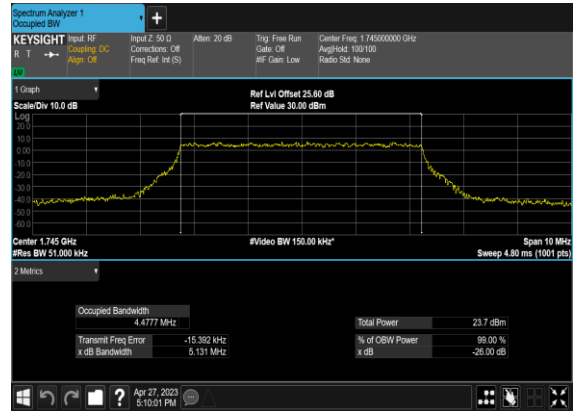 Spectrum Analyzer 1
Occupied BW
KEYSIGHT Input: RF Input Z: 50 Ω Atten: 20 dB Trig: Free Run Center Freq: 1.745000000 GHz
R T Coupling: DC Corrections: Off Gate: Off Avg|Hold: 100/100
Align: Off Freq Ref: Int (S) #IF Gain: Low Radio Std: None
LW
1 Graph Ref Lvl Offset 25.60 dB
Scale/Div 10.0 dB Ref Value 30.00 dBm
Log
20.0
10.0
0.00
-10.0
-20.0
-30.0
-40.0
-50.0
-60.0
Center 1.745 GHz #Video BW 150.00 kHz* Span 10 MHz
#Res BW 51.000 kHz Sweep 4.80 ms (1001 pts)
2 Metrics
Occupied Bandwidth
4.4777 MHz Total Power 23.7 dBm
Transmit Freq Error -15.392 kHz % of OBW Power 99.00 %
x dB Bandwidth 5.131 MHz x dB -26.00 dB
Apr 27, 2023
5:10:01 PM